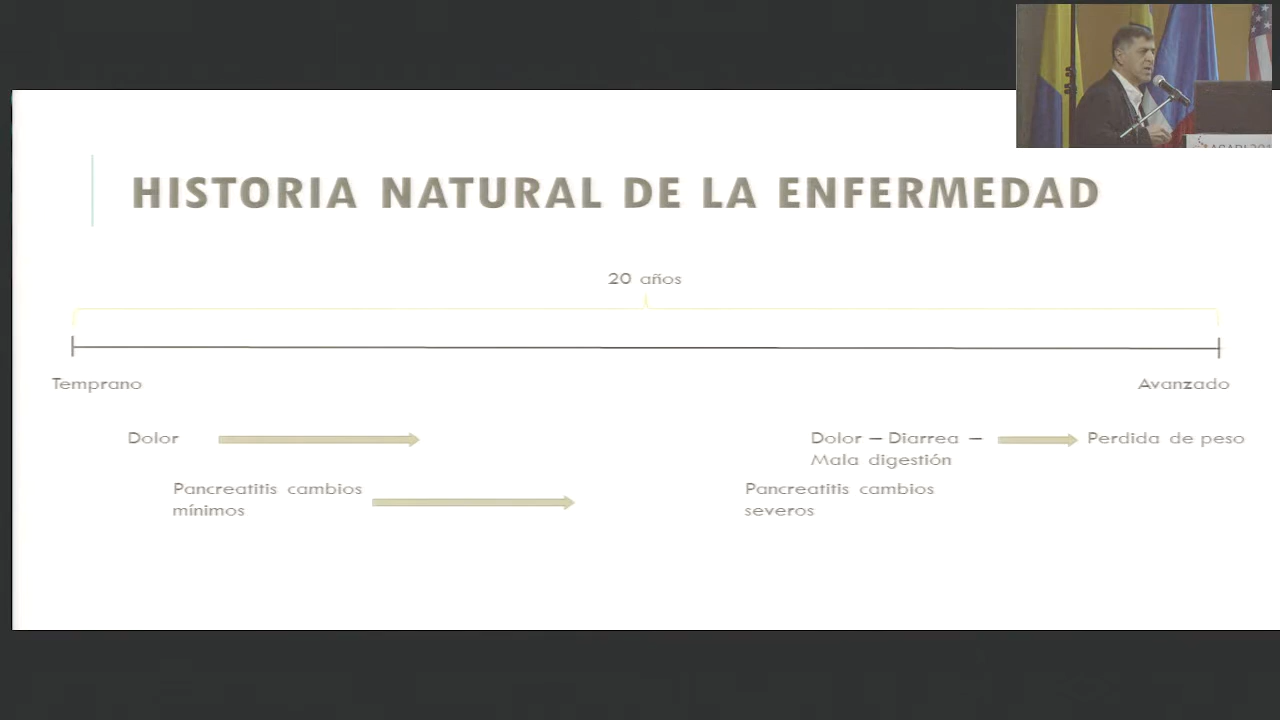 HISTORIA NATURAL DE LA ENFERMEDAD
20 años
Temprano
Avanzado
Dolor
Dolor – Diarrea –
Mala digestión
Perdida de peso
Pancreatitis cambios
mínimos
Pancreatitis cambios
severos